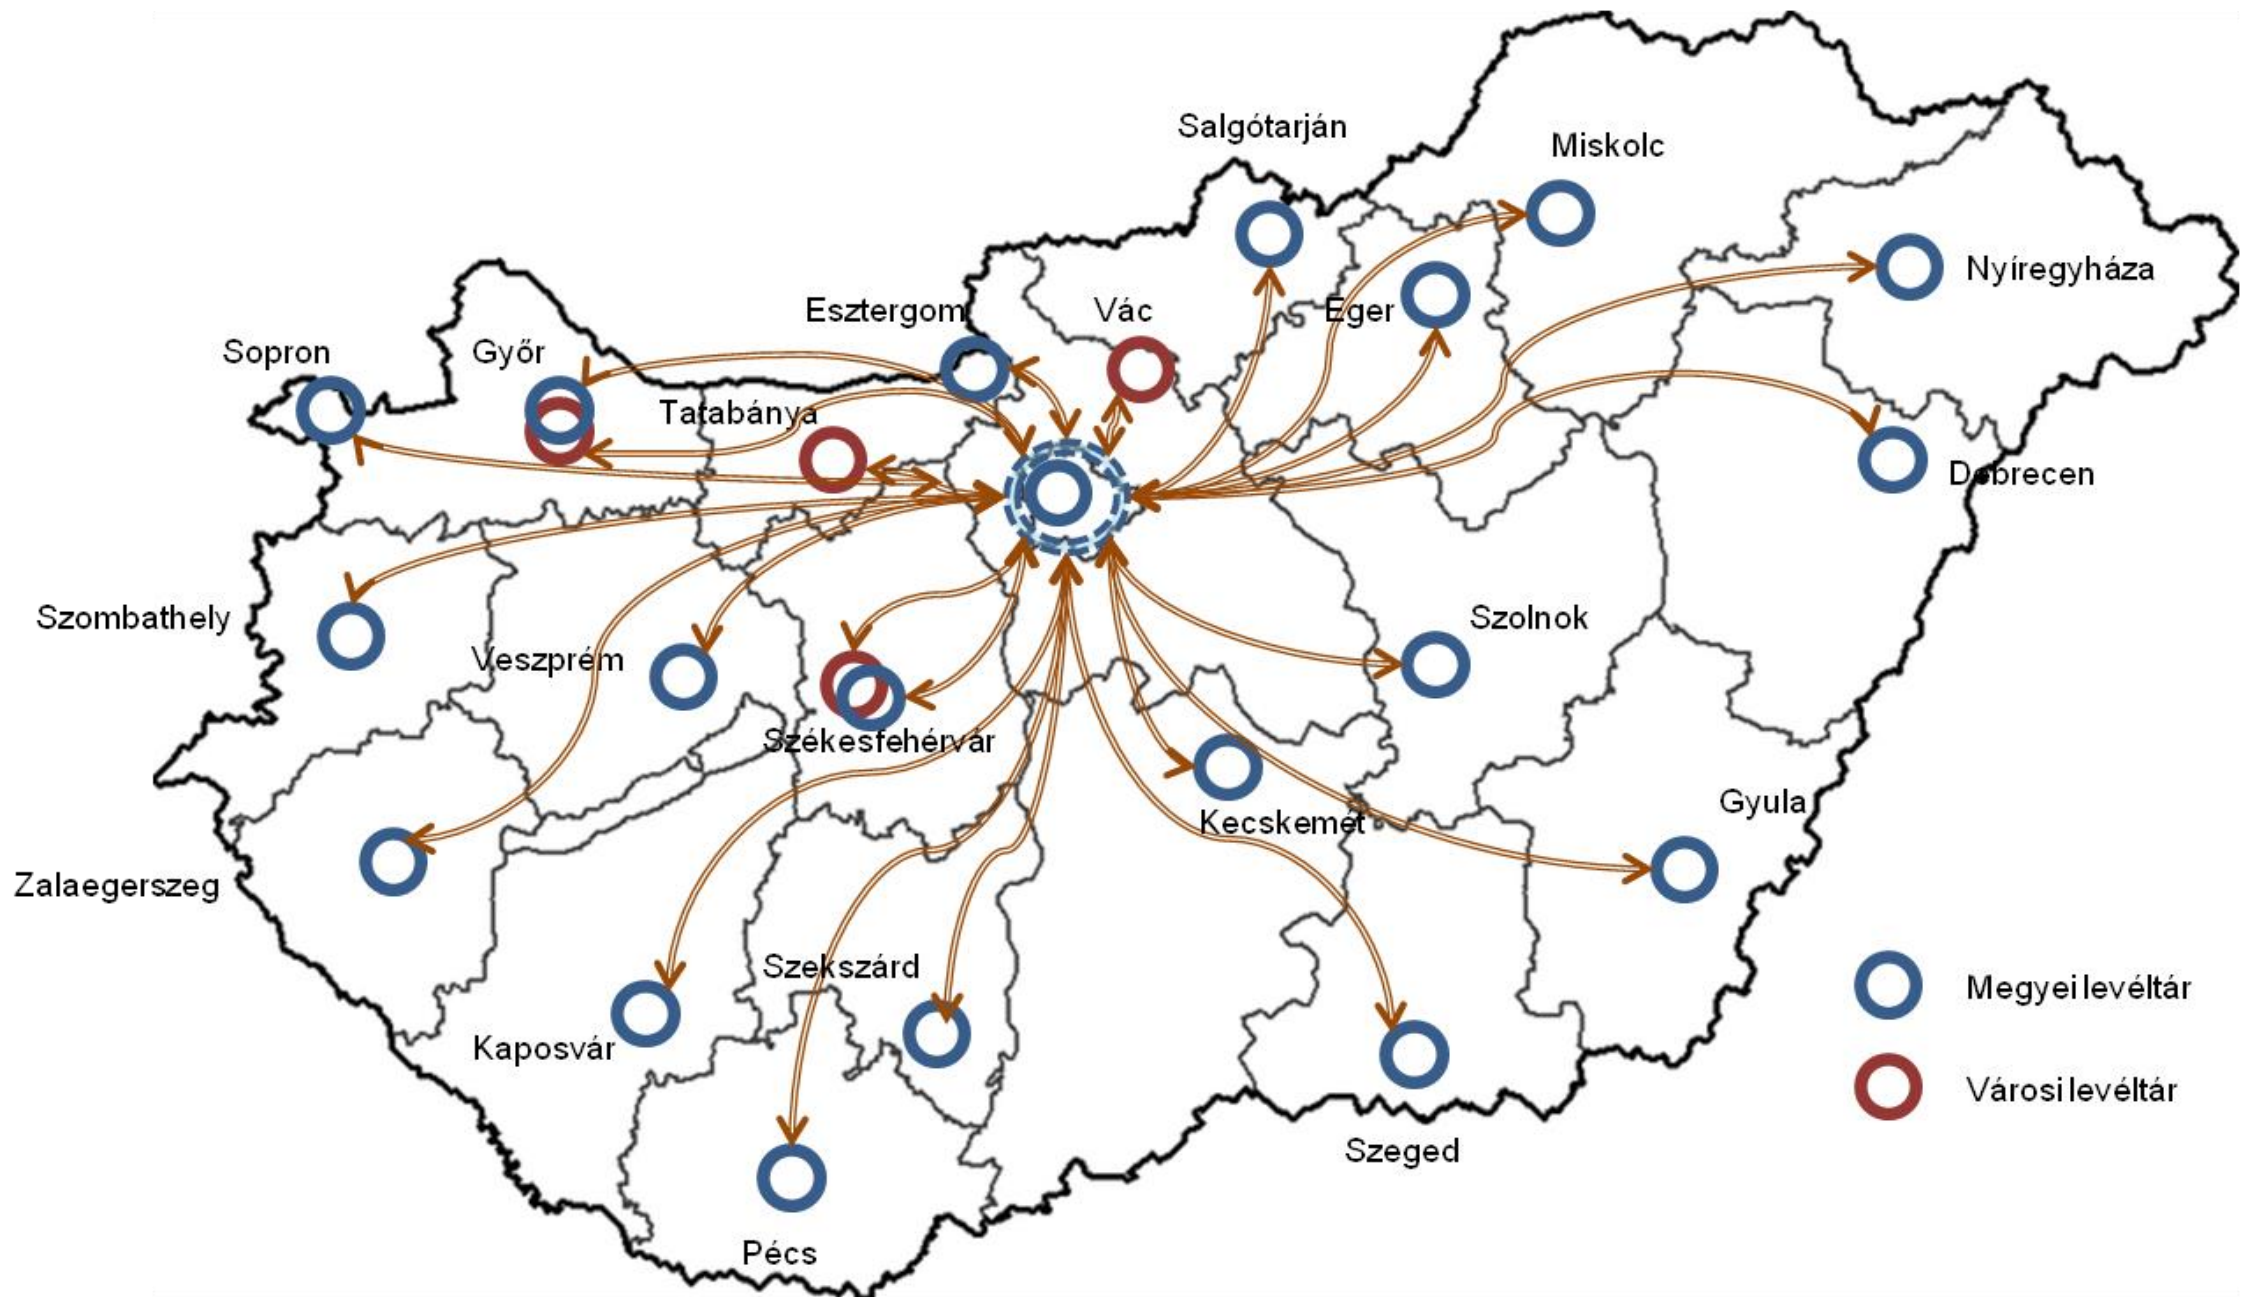 Salgótarján
Miskolc
Nyíregyháza
Esztergom
Vác
Eger
Sopron
Győr
Tatabánya
Debrecen
Szombathely
Veszprém
Szolnok
Székesfehérvár
Kecskemét
Gyula
Zalaegerszeg
Szekszárd
Kaposvár
Megyei levéltár
Városi levéltár
Szeged
Pécs